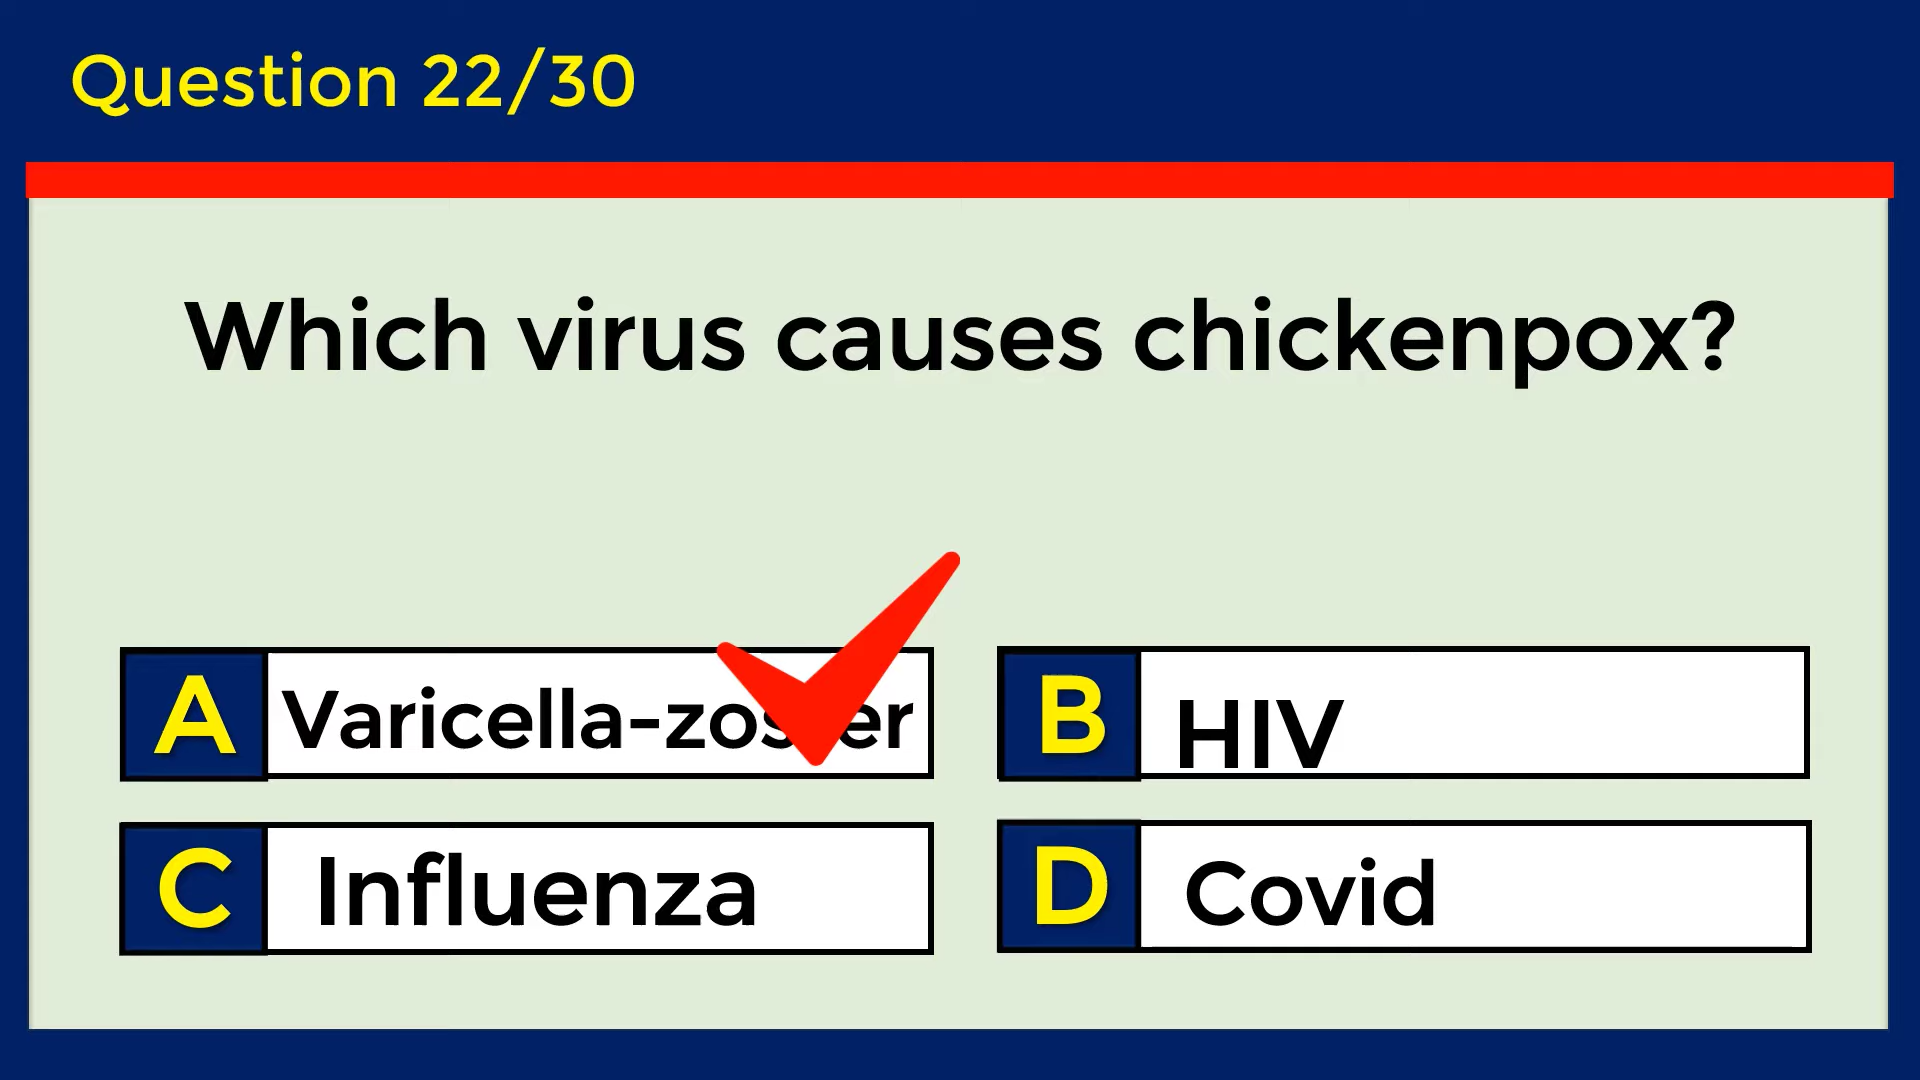 Question 22/30
Which virus causes chickenpox?
A Varicella-zoster
B HIV
C Influenza
D Covid